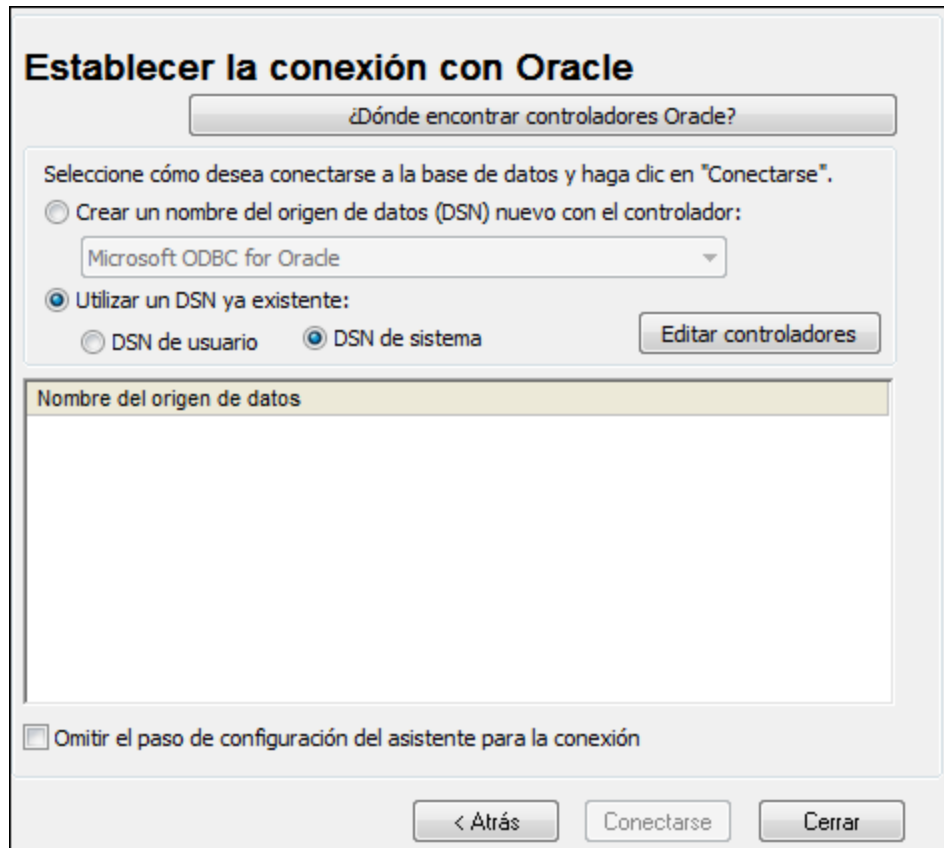 Establecer la conexión con Oracle
¿Dónde encontrar controladores Oracle?
Seleccione cómo desea conectarse a la base de datos y haga clic en "Conectarse".
Crear un nombre del origen de datos (DSN) nuevo con el controlador:
Microsoft ODBC for Oracle
Utilizar un DSN ya existente:
DSN de usuario DSN de sistema Editar controladores
Nombre del origen de datos
Omitir el paso de configuración del asistente para la conexión
< Atrás Conectarse Cerrar